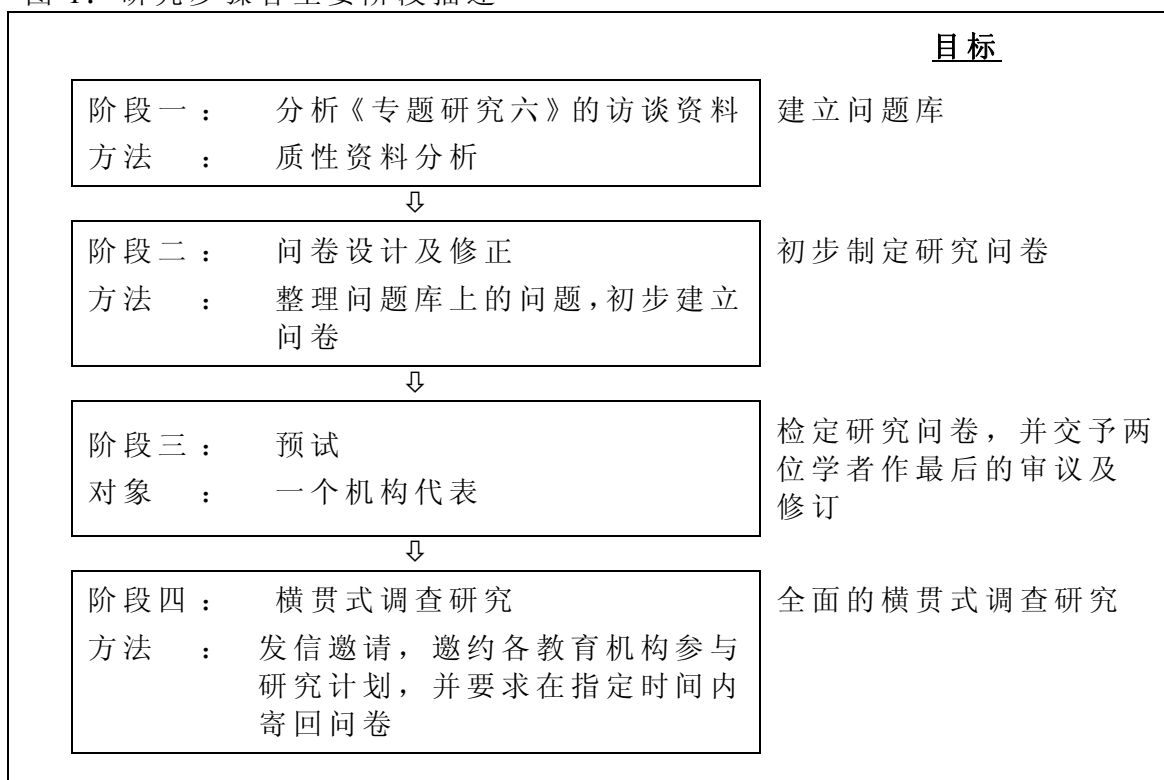 目标
阶段一： 分析《专题研究六》的访谈资料 建立问题库
方法 ： 质性资料分析
⇩
阶段二： 问卷设计及修正 初步制定研究问卷
方法 ： 整理问题库上的问题，初步建立
问卷
⇩
阶段三： 预试
对象 ： 一个机构代表
检定研究问卷，并交予两
位学者作最后的审议及
修订
⇩
阶段四： 横贯式调查研究 全面的横贯式调查研究
方法 ： 发信邀请，邀约各教育机构参与
研究计划，并要求在指定时间内
寄回问卷